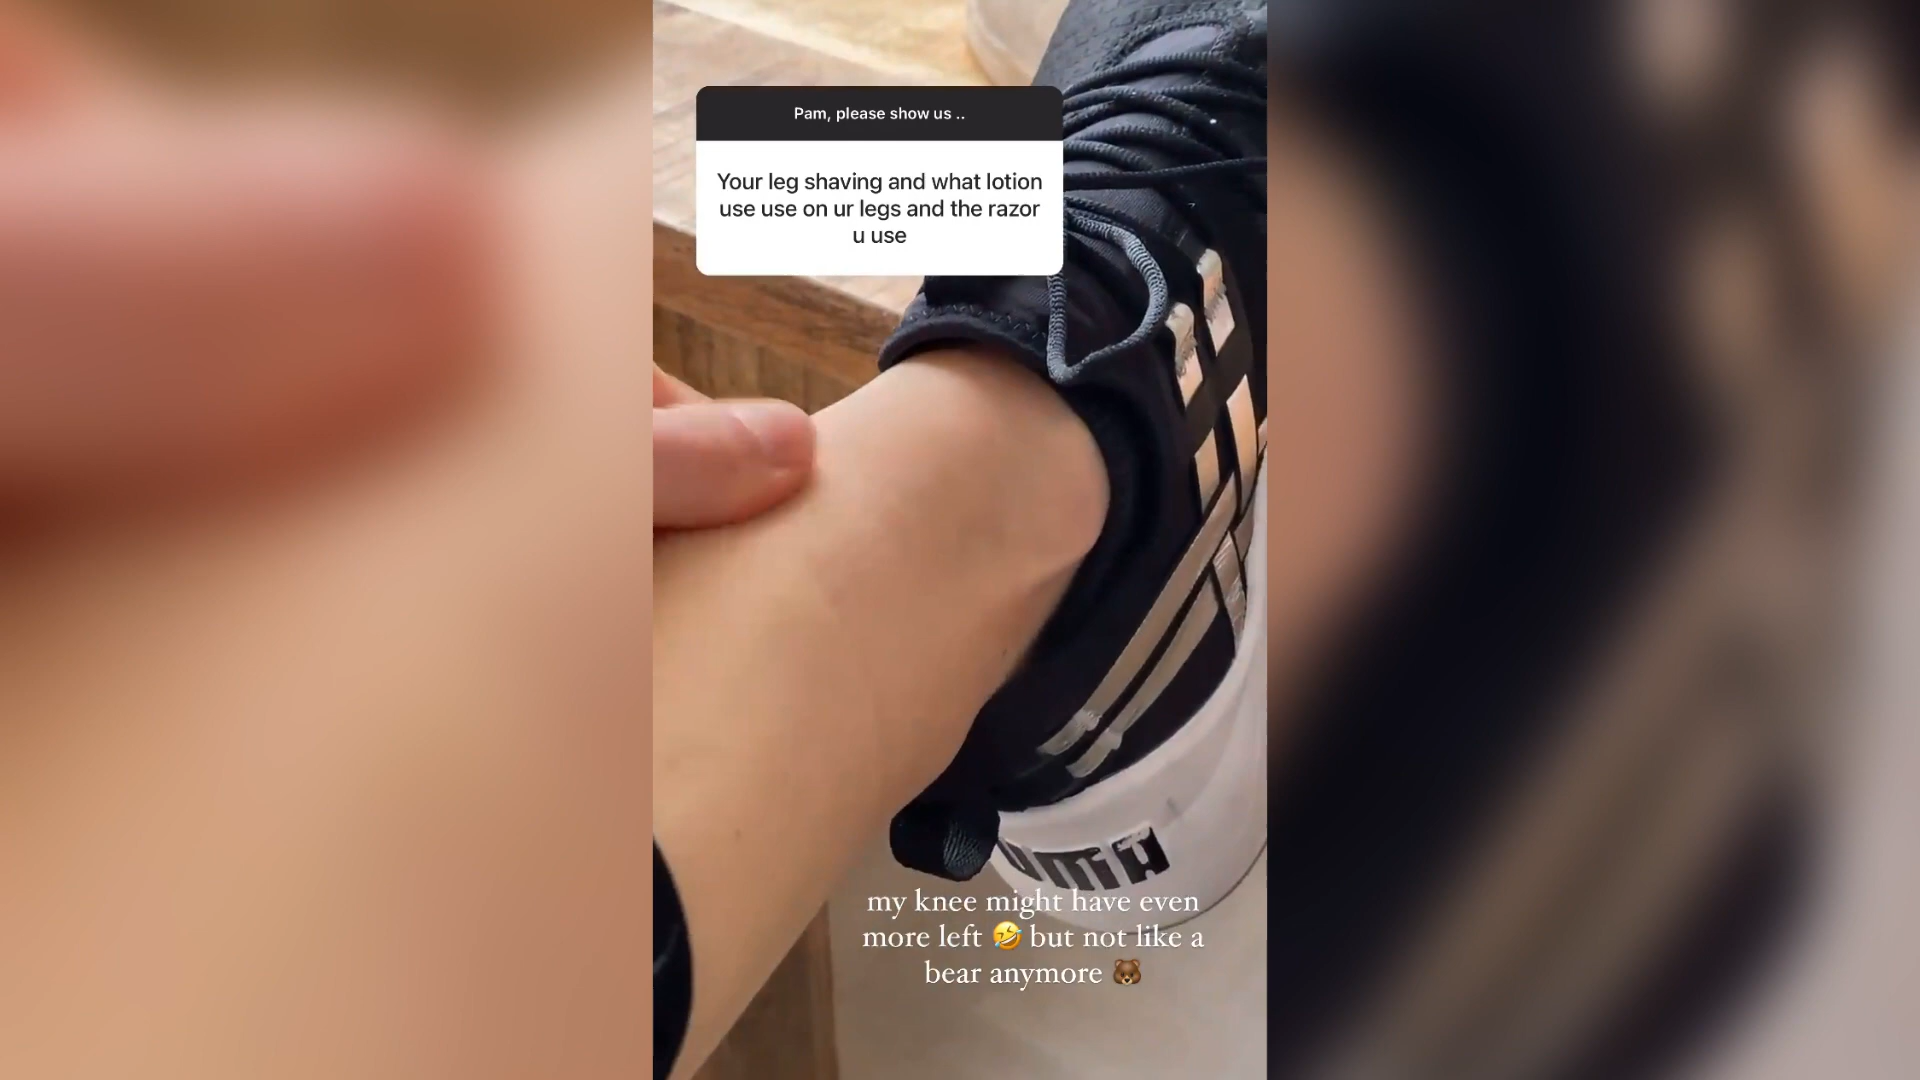 Pam, please show us ..
Your leg shaving and what lotion
use use on ur legs and the razor
u use
puma
my knee might have even
more left 🤣 but not like a
bear anymore 🐻